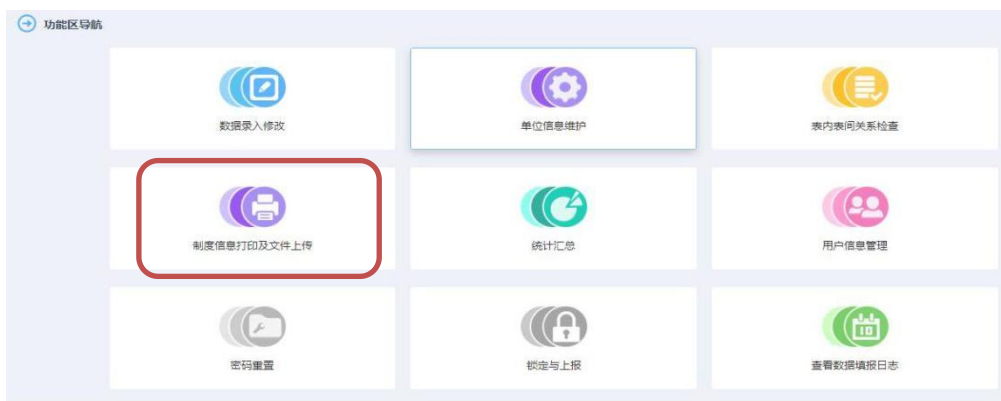 功能区导航
数据录入修改
单位信息维护
表内表间关系检查
制度信息打印及文件上传
统计汇总
用户信息管理
密码重置
锁定与上报
10
查看数据填报日志